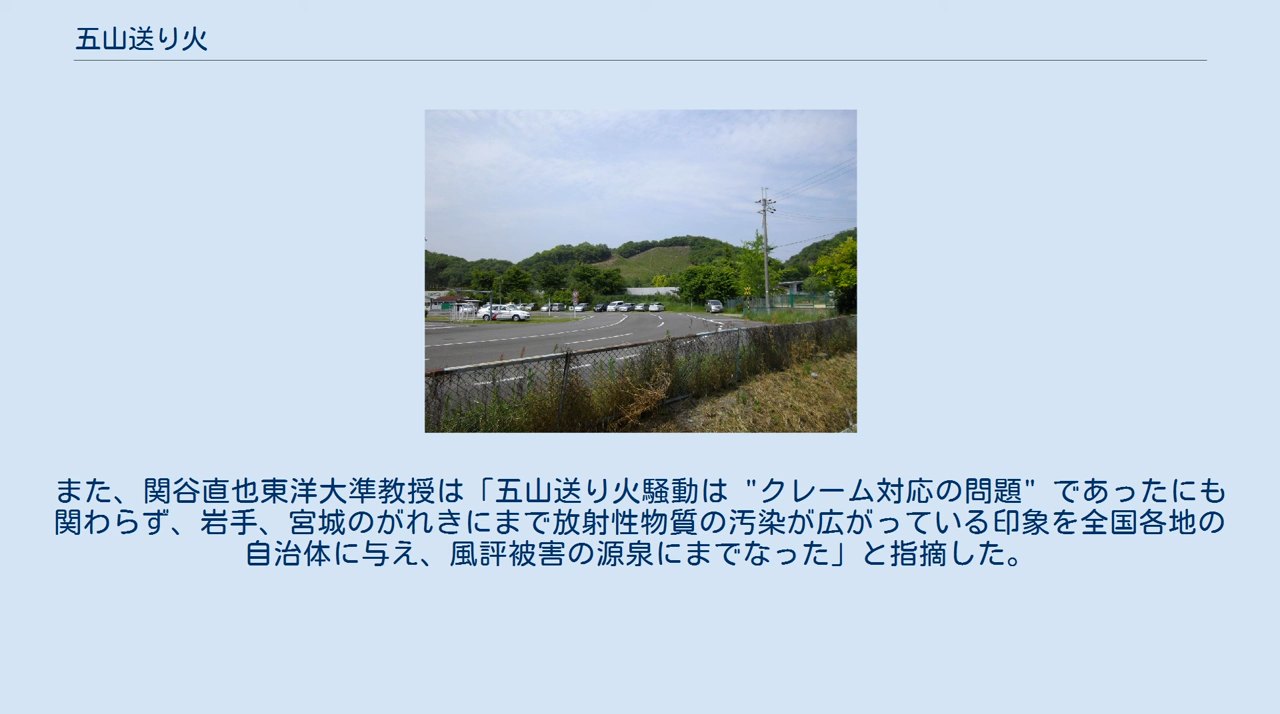 五山送り火
また、関谷直也東洋大準教授は「五山送り火騒動は "クレーム対応の問題" であったにも
関わらず、岩手、宮城のがれきにまで放射性物質の汚染が広がっている印象を全国各地の
自治体に与え、風評被害の源泉にまでなった」と指摘した。